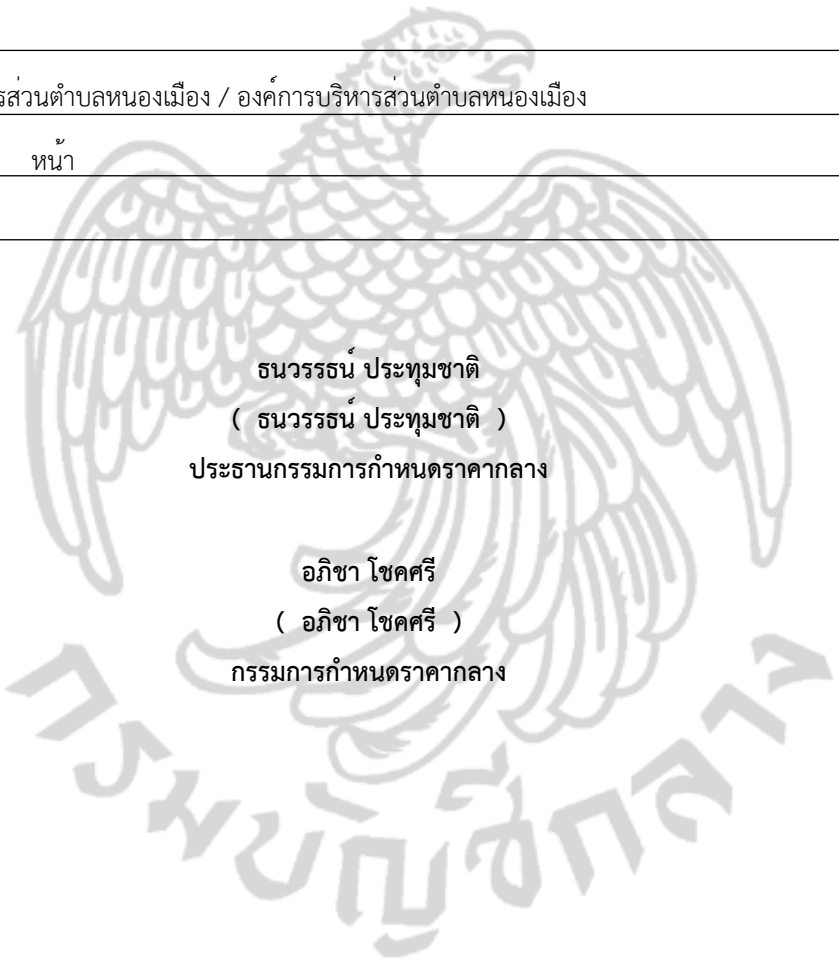 รส่วนตำบลหนองเมือง / องค์การบริหารส่วนตำบลหนองเมือง
หน้า
ธนวรรธน์ ประทุมชาติ
( ธนวรรธน์ ประทุมชาติ )
ประธานกรรมการกำหนดราคากลาง
อภิชา โชคศรี
( อภิชา โชคศรี )
กรรมการกำหนดราคากลาง
กรมบัญชีกลาง